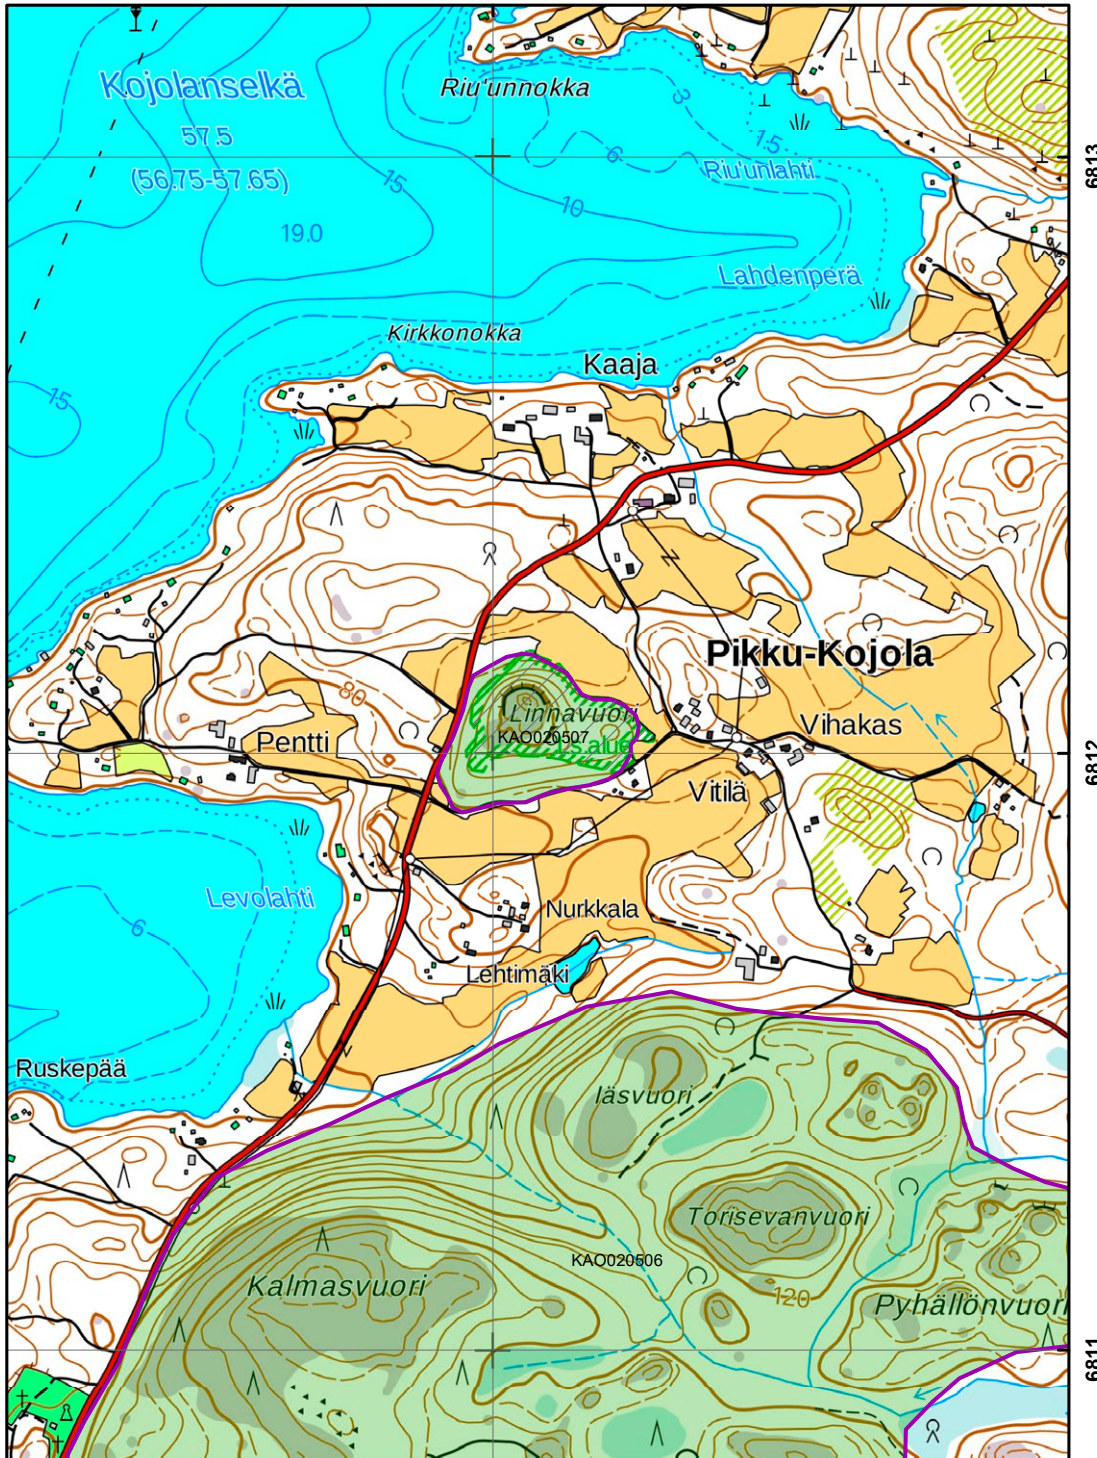 Kojolanselkä
57.5
(56.75-57.65)
Riu'unnokka
3
1.5
6
Riu'unlahti
6813
15
10
19.0
Lahdenperä
Kirkkonokka
Kaaja
15
Z
Pikku-Kojola
80
Linnavuori
Vihakas
KAO020507
Ls.alue
Pentti
6812
Vitilä
Levolahti
6
Nurkkala
Lehtimäki
Z
Ruskepää
Iäsvuori
Torisevanvuori
KAO020506
Kalmasvuori
120
Pyhällönvuori
6811